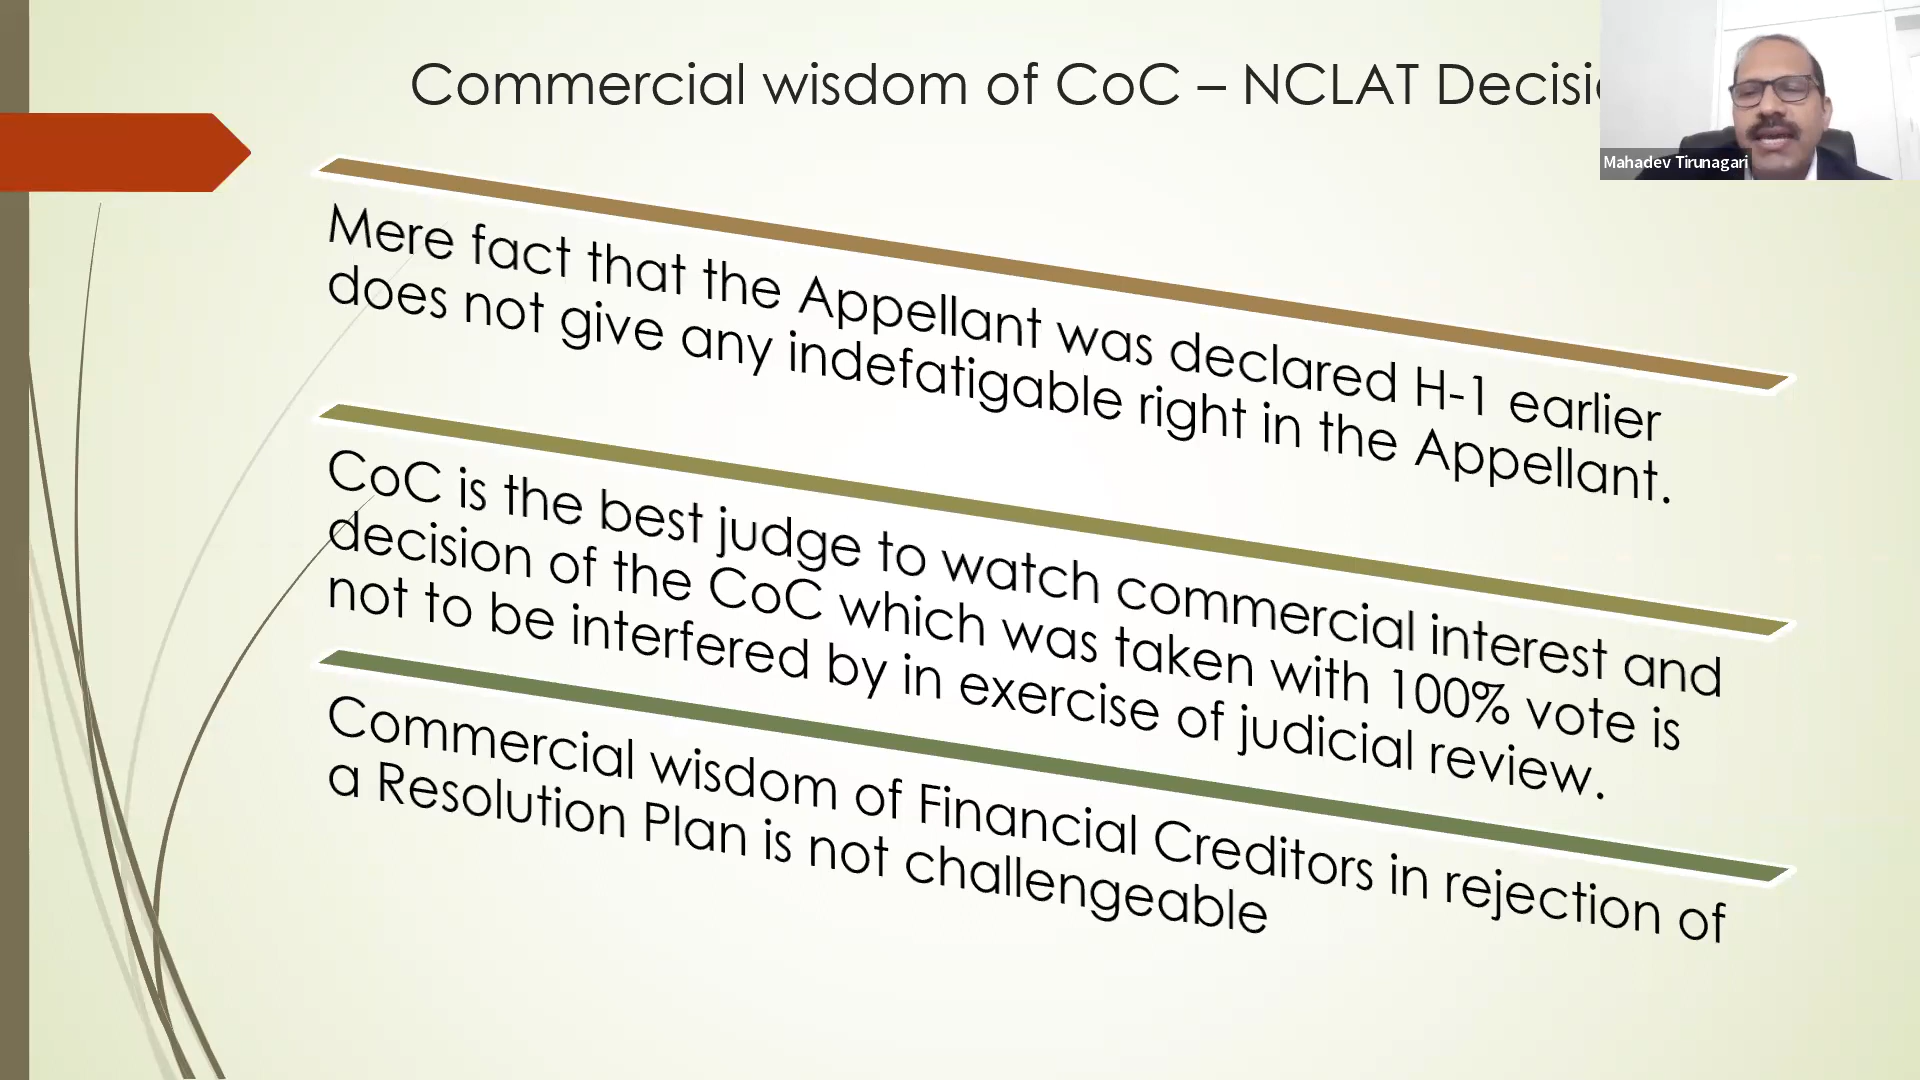 Commercial wisdom of CoC – NCLAT
Mahadev Tirunagari
Mere fact that the Appellant was declared H-1 earlier
does not give any indefatigable right in the Appellant.
CoC is the best judge to watch commercial interest and
decision of the CoC which was taken with 100% vote is
not to be interfered by in exercise of judicial review.
Commercial wisdom of Financial Creditors in rejection of
a Resolution Plan is not challengeable